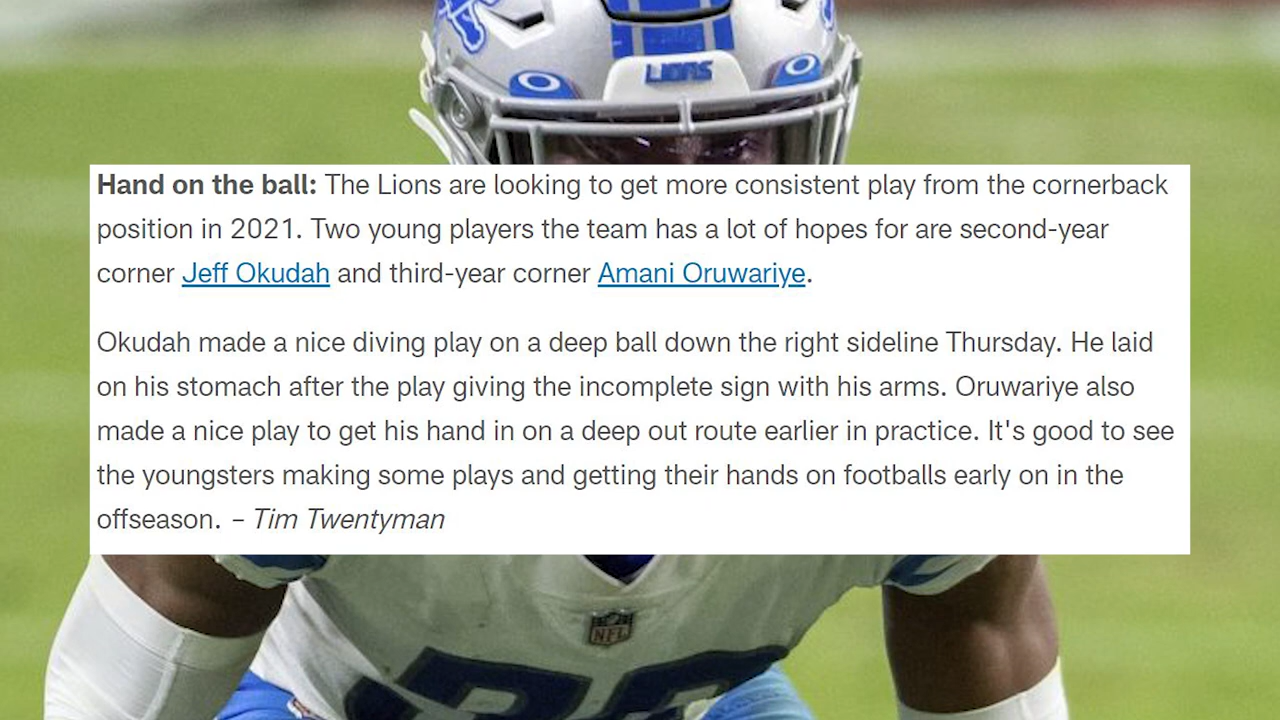 LIONS
Hand on the ball: The Lions are looking to get more consistent play from the cornerback
position in 2021. Two young players the team has a lot of hopes for are second-year
corner Jeff Okudah and third-year corner Amani Oruwariye.
Okudah made a nice diving play on a deep ball down the right sideline Thursday. He laid
on his stomach after the play giving the incomplete sign with his arms. Oruwariye also
made a nice play to get his hand in on a deep out route earlier in practice. It's good to see
the youngsters making some plays and getting their hands on footballs early on in the
offseason. – Tim Twentyman
NFL